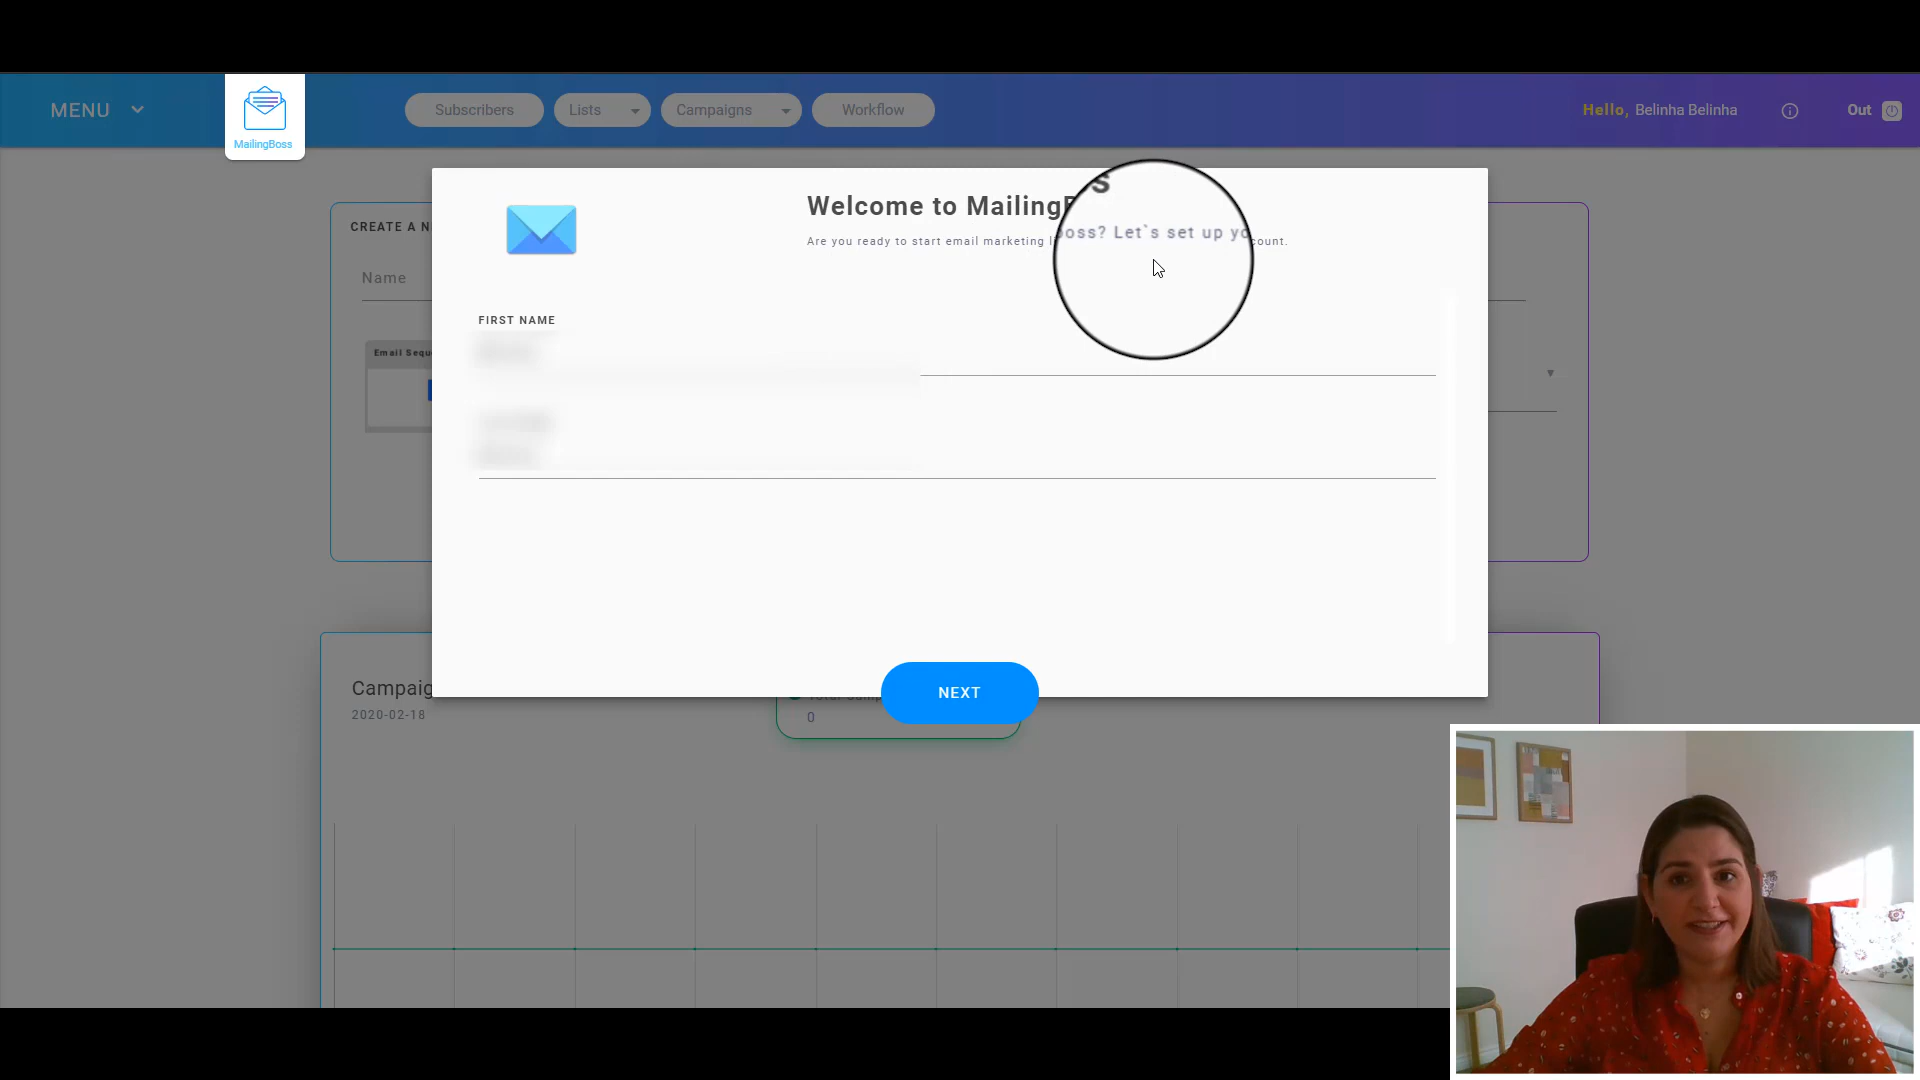 MENU
MailingBoss
Subscribers
Lists
Campaigns
Workflow
Hello, Belinha Belinha
Out
CREATE A N
Name
Email Sequ
Welcome to MailingB
s
Are you ready to start email marketing l
oss? Let`s set up yo
count.
FIRST NAME
NEXT
Campaig
2020-02-18
0